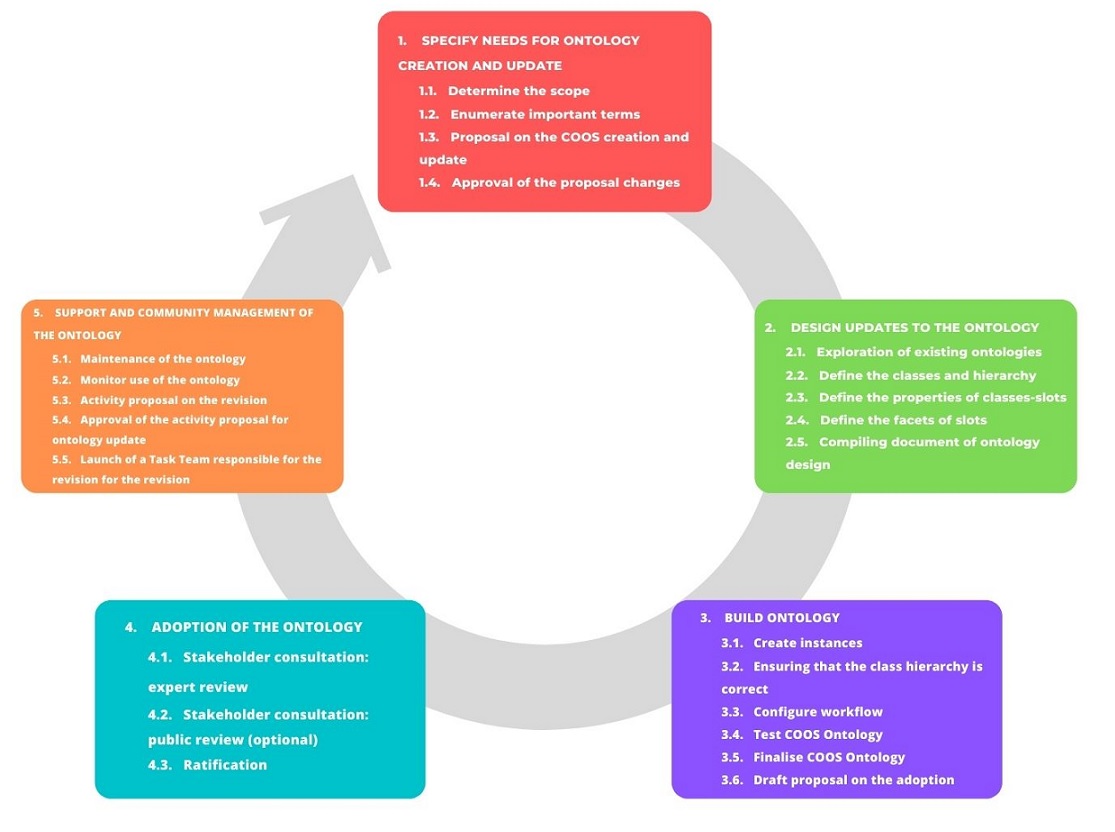 1. SPECIFY NEEDS FOR ONTOLOGY
CREATION AND UPDATE
1.1. Determine the scope
1.2. Enumerate important terms
1.3. Proposal on the COOS creation and
update
1.4. Approval of the proposal changes
2. DESIGN UPDATES TO THE ONTOLOGY
2.1. Exploration of existing ontologies
2.2. Define the classes and hierarchy
2.3. Define the properties of classes-slots
2.4. Define the facets of slots
2.5. Compiling document of ontology
design
3. BUILD ONTOLOGY
3.1. Create instances
3.2. Ensuring that the class hierarchy is
correct
3.3. Configure workflow
3.4. Test COOS Ontology
3.5. Finalise COOS Ontology
3.6. Draft proposal on the adoption
4. ADOPTION OF THE ONTOLOGY
4.1. Stakeholder consultation:
expert review
4.2. Stakeholder consultation:
public review (optional)
4.3. Ratification
5. SUPPORT AND COMMUNITY MANAGEMENT OF
THE ONTOLOGY
5.1. Maintenance of the ontology
5.2. Monitor use of the ontology
5.3. Activity proposal on the revision
5.4. Approval of the activity proposal for
ontology update
5.5. Launch of a Task Team responsible for the
revision for the revision